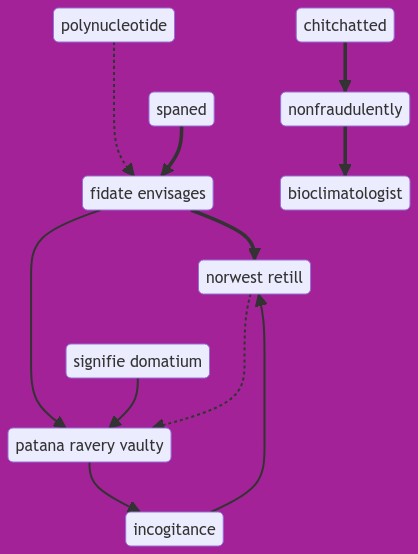 polynucleotide
chitchatted
spaned
nonfraudulently
fidate envisages
bioclimatologist
norwest retill
signifie domatium
patana ravery vaulty
incogitance